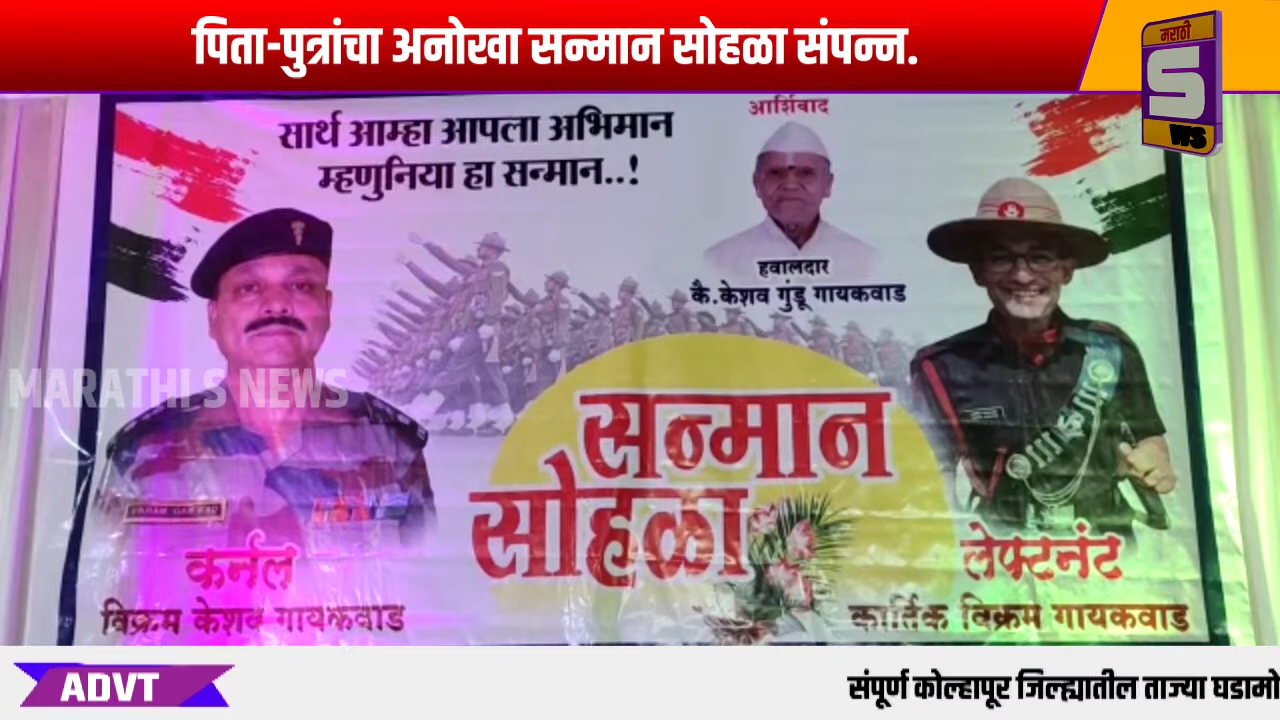 पिता-पुत्रांचा अनोखा सन्मान सोहळा संपन्न.
मराठी
S
WS
आर्शिवाद
सार्थ आम्हा आपला अभिमान
म्हणुनिया हा सन्मान..!
हवालदार
कै.केशव गुंडू गायकवाड
MARATHI S NEWS
सन्मान
सोहळा
कर्नल
विक्रम केशव गायकवाड
लेफ्टनंट
कार्तिक विक्रम गायकवाड
ADVT
संपूर्ण कोल्हापूर जिल्ह्यातील ताज्या घडामो